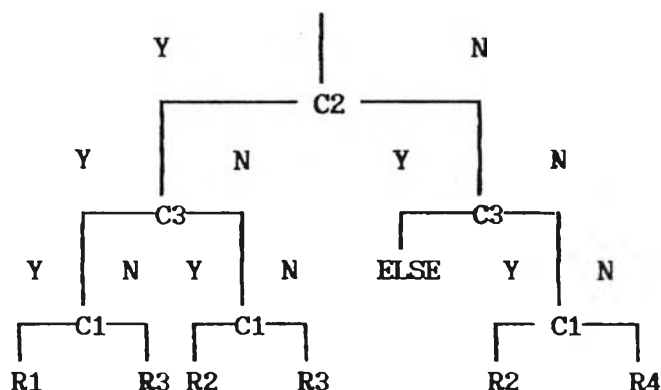 Y N
C2
Y N Y N
C3 C3
Y N Y N ELSE Y N
C1 C1 C1
R1 R3 R2 R3 R2 R4